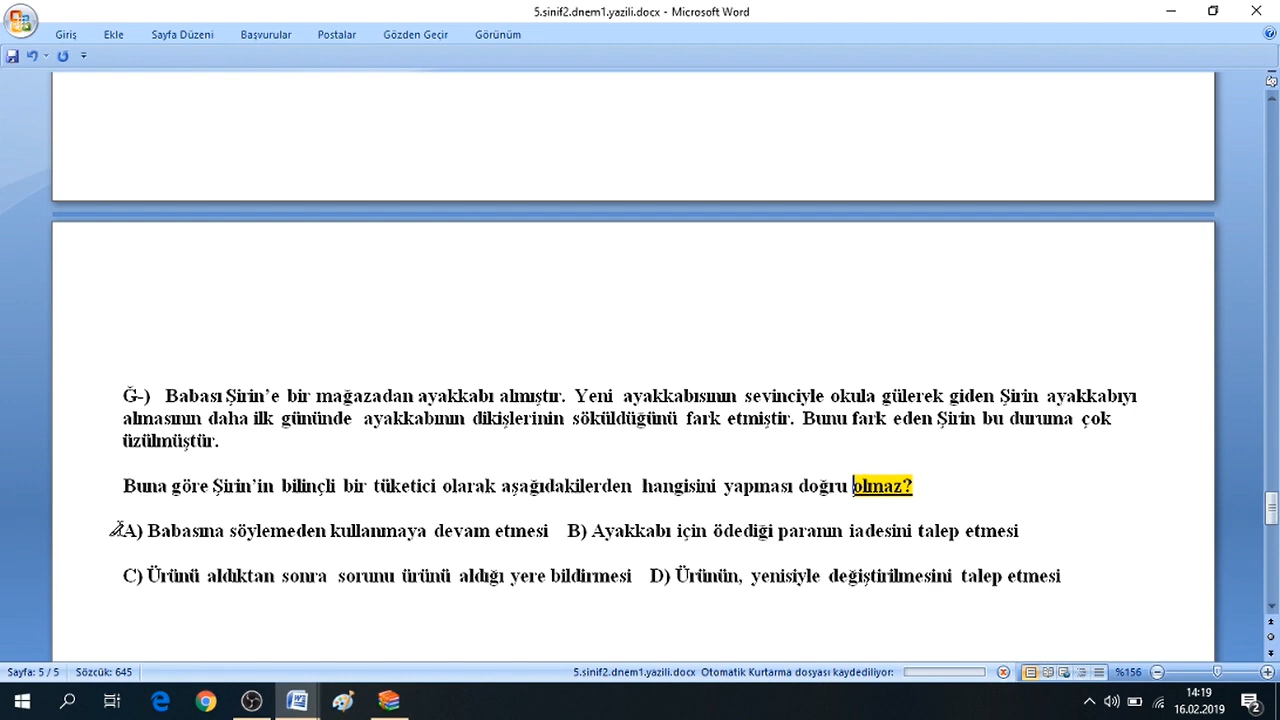 5.sinif2.dnem1.yazili.docx - Microsoft Word
Giriş Ekle Sayfa Düzeni Başvurular Postalar Gözden Geçir Görünüm
Ğ-) Babası Şirin'e bir mağazadan ayakkabı almıştır. Yeni ayakkabısının sevinciyle okula gülerek giden Şirin ayakkabıyı
almasının daha ilk gününde ayakkabının dikişlerinin söküldüğünü fark etmiştir. Bunu fark eden Şirin bu duruma çok
üzülmüştür.
Buna göre Şirin'in bilinçli bir tüketici olarak aşağıdakilerden hangisini yapması doğru olmaz?
A) Babasına söylemeden kullanmaya devam etmesi B) Ayakkabı için ödediği paranın iadesini talep etmesi
C) Ürünü aldıktan sonra sorunu ürünü aldığı yere bildirmesi D) Ürünün, yenisiyle değiştirilmesini talep etmesi
Sayfa: 5 / 5 Sözcük: 645 5.sinif2.dnem1.yazili.docx Otomatik Kurtarma dosyası kaydediliyor: %156
14:19
16.02.2019
2